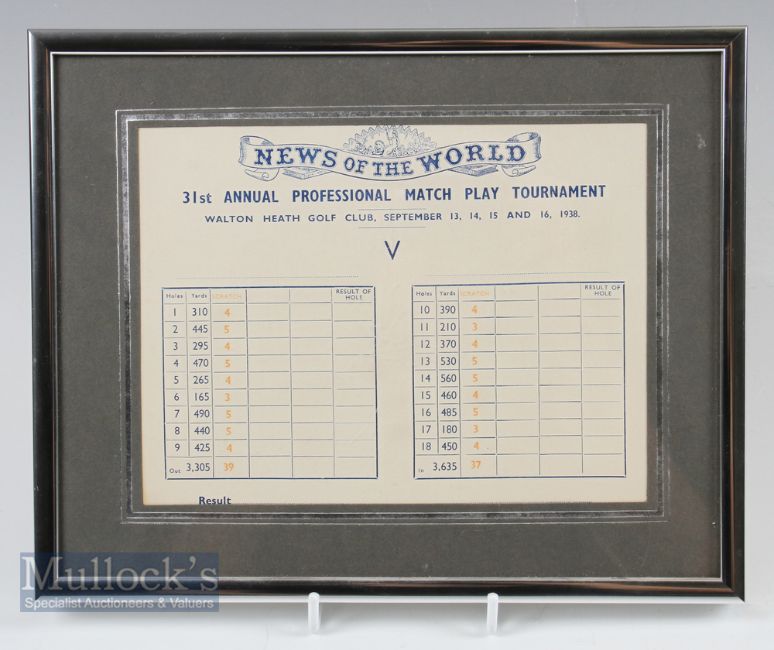 NEWS OF THE WORLD
31st ANNUAL PROFESSIONAL MATCH PLAY TOURNAMENT
WALTON HEATH GOLF CLUB, SEPTEMBER 13, 14, 15 AND 16, 1938.
V
Holes Yards SCRATCH RESULT OF HOLE
1 310 4
2 445 5
3 295 4
4 470 5
5 265 4
6 165 3
7 490 5
8 440 5
9 425 4
Out 3,305 39
Holes Yards SCRATCH RESULT OF HOLE
10 390 4
11 210 3
12 370 4
13 530 5
14 560 5
15 460 4
16 485 5
17 180 3
18 450 4
In 3,635 37
Result
Mullock's
Specialist Auctioneers & Valuers